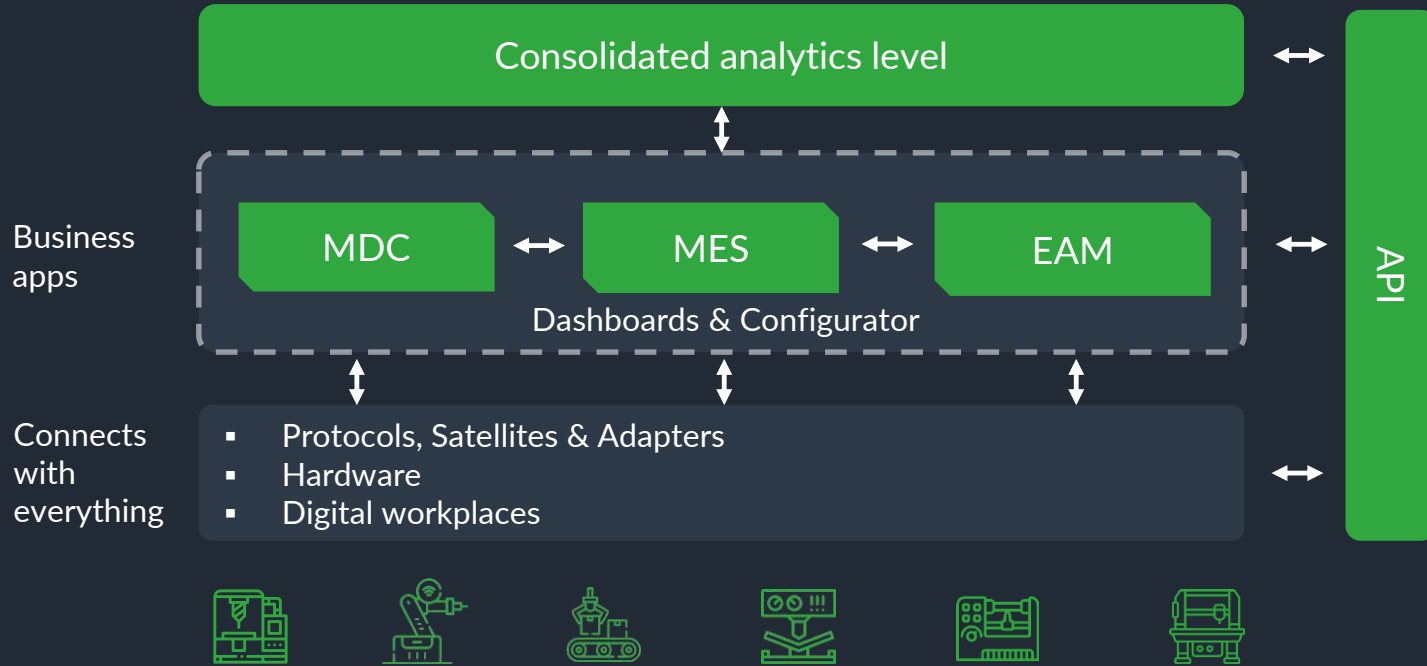 Consolidated analytics level
Business
apps
MDC
MES
EAM
Dashboards & Configurator
API
Connects
with
everything
▪ Protocols, Satellites & Adapters
▪ Hardware
▪ Digital workplaces